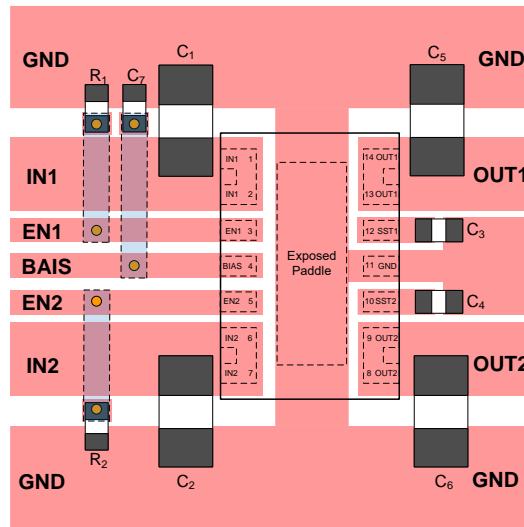 GND R1 C7 C1 C5 GND
IN1 IN1 1 14 OUT1 OUT1
IN1 2 13 OUT1
EN1 EN1 3 12 SST1 C3
BAIS BIAS 4 Exposed Paddle 11 GND
EN2 EN2 5 10 SST2 C4
IN2 IN2 6 9 OUT2 OUT2
IN2 7 8 OUT2
GND R2 C2 C6 GND